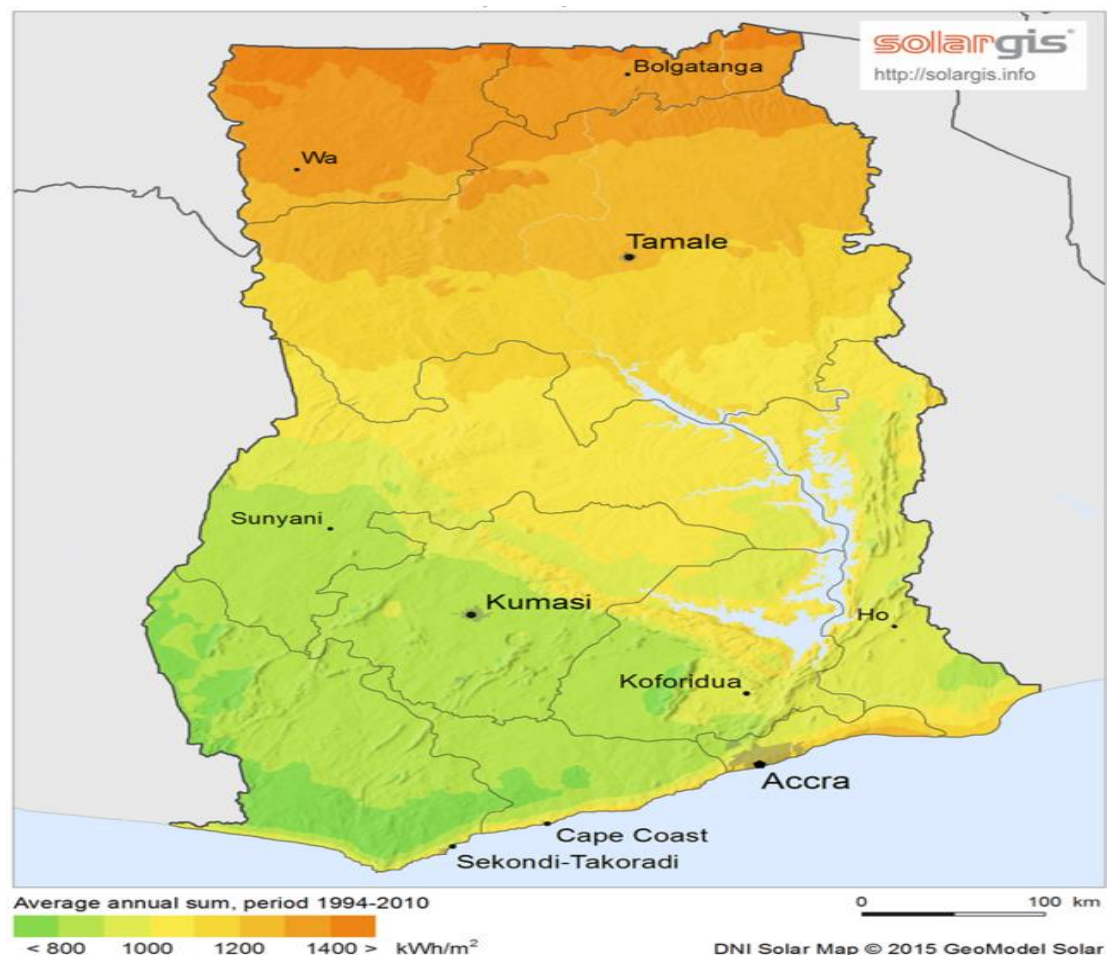 solargis
http://solargis.info
Bolgatanga
Wa
Tamale
Sunyani
Kumasi
Ho
Koforidua
Accra
Cape Coast
Sekondi-Takoradi
Average annual sum, period 1994-2010
0 100 km
< 800 1000 1200 1400 > kWh/m²
DNI Solar Map © 2015 GeoModel Solar